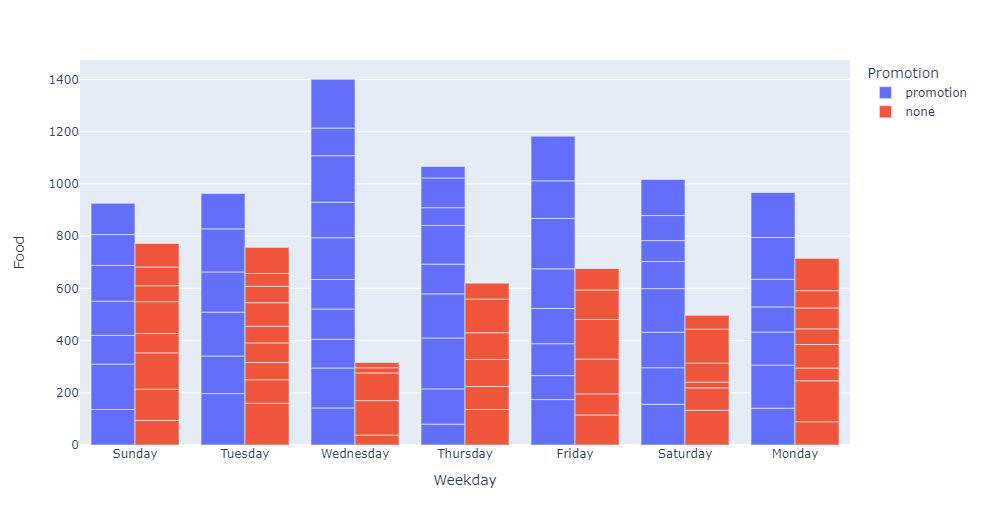 Promotion
promotion
none
1400
1200
1000
800
600
400
200
0
Food
Sunday Tuesday Wednesday Thursday Friday Saturday Monday
Weekday